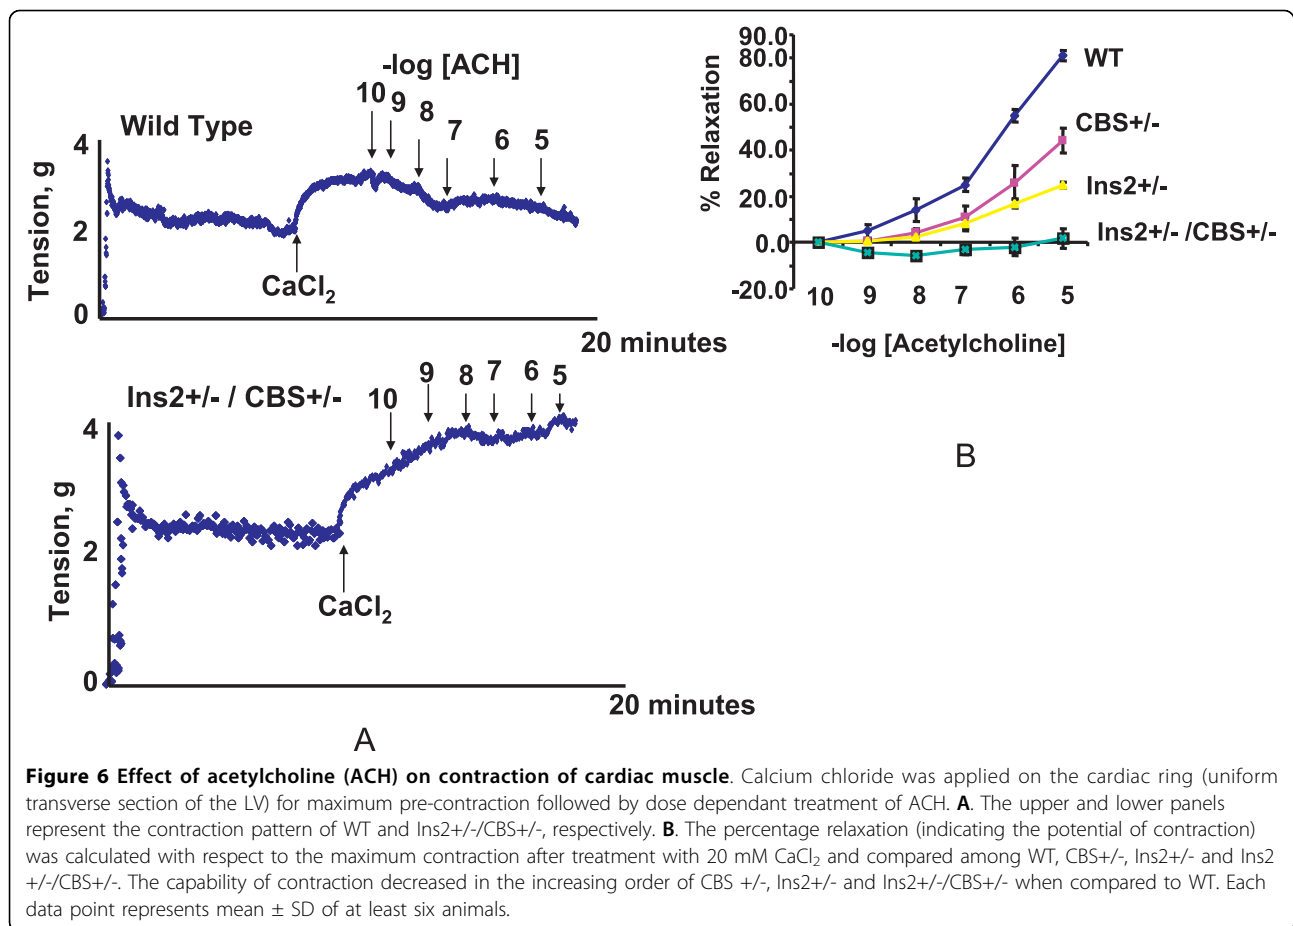 -log [ACH]
10 9 8 7 6 5
Wild Type
4
2
0
Tension, g
CaCl2
20 minutes
Ins2+/- / CBS+/-
10 9 8 7 6 5
4
2
0
Tension, g
CaCl2
20 minutes
A
90.0
80.0
60.0
40.0
20.0
0.0
-20.0
% Relaxation
WT
CBS+/-
Ins2+/-
Ins2+/- /CBS+/-
10 9 8 7 6 5
-log [Acetylcholine]
B
Figure 6 Effect of acetylcholine (ACH) on contraction of cardiac muscle. Calcium chloride was applied on the cardiac ring (uniform
transverse section of the LV) for maximum pre-contraction followed by dose dependant treatment of ACH. A. The upper and lower panels
represent the contraction pattern of WT and Ins2+/-/CBS+/-, respectively. B. The percentage relaxation (indicating the potential of contraction)
was calculated with respect to the maximum contraction after treatment with 20 mM CaCl2 and compared among WT, CBS+/-, Ins2+/- and Ins2
+/-/CBS+/-. The capability of contraction decreased in the increasing order of CBS +/-, Ins2+/- and Ins2+/-/CBS+/- when compared to WT. Each
data point represents mean ± SD of at least six animals.